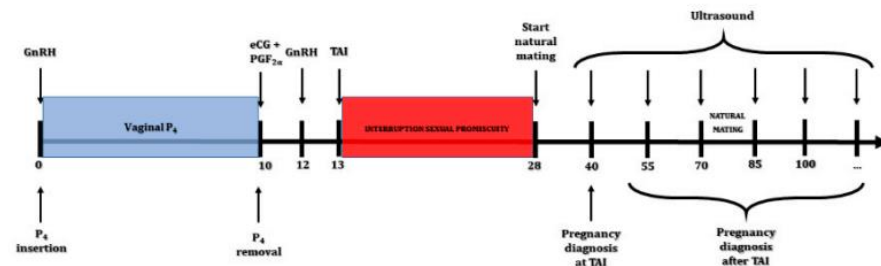 Ultrasound
Start
natural
mating
eCG +
PGF2α
GnRH
GnRH
TAI
Vaginal P4
INTERRUPTION SEXUAL PROMISCUITY
NATURAL
MATING
0
10
12
13
28
40
55
70
85
100
...
P4
insertion
P4
removal
Pregnancy
diagnosis
at TAI
Pregnancy
diagnosis
after TAI